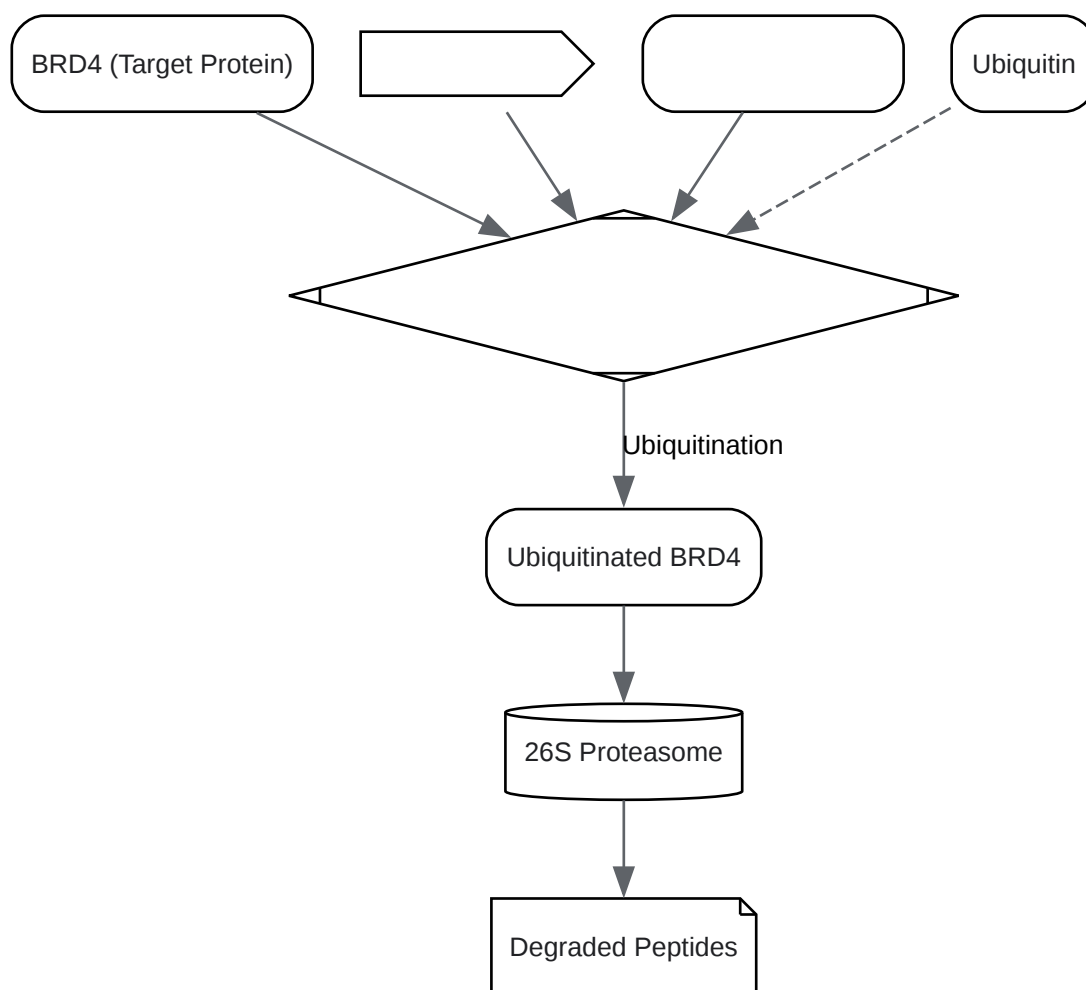 BRD4 (Target Protein)
Ubiquitin
Ubiquitination
Ubiquitinated BRD4
26S Proteasome
Degraded Peptides